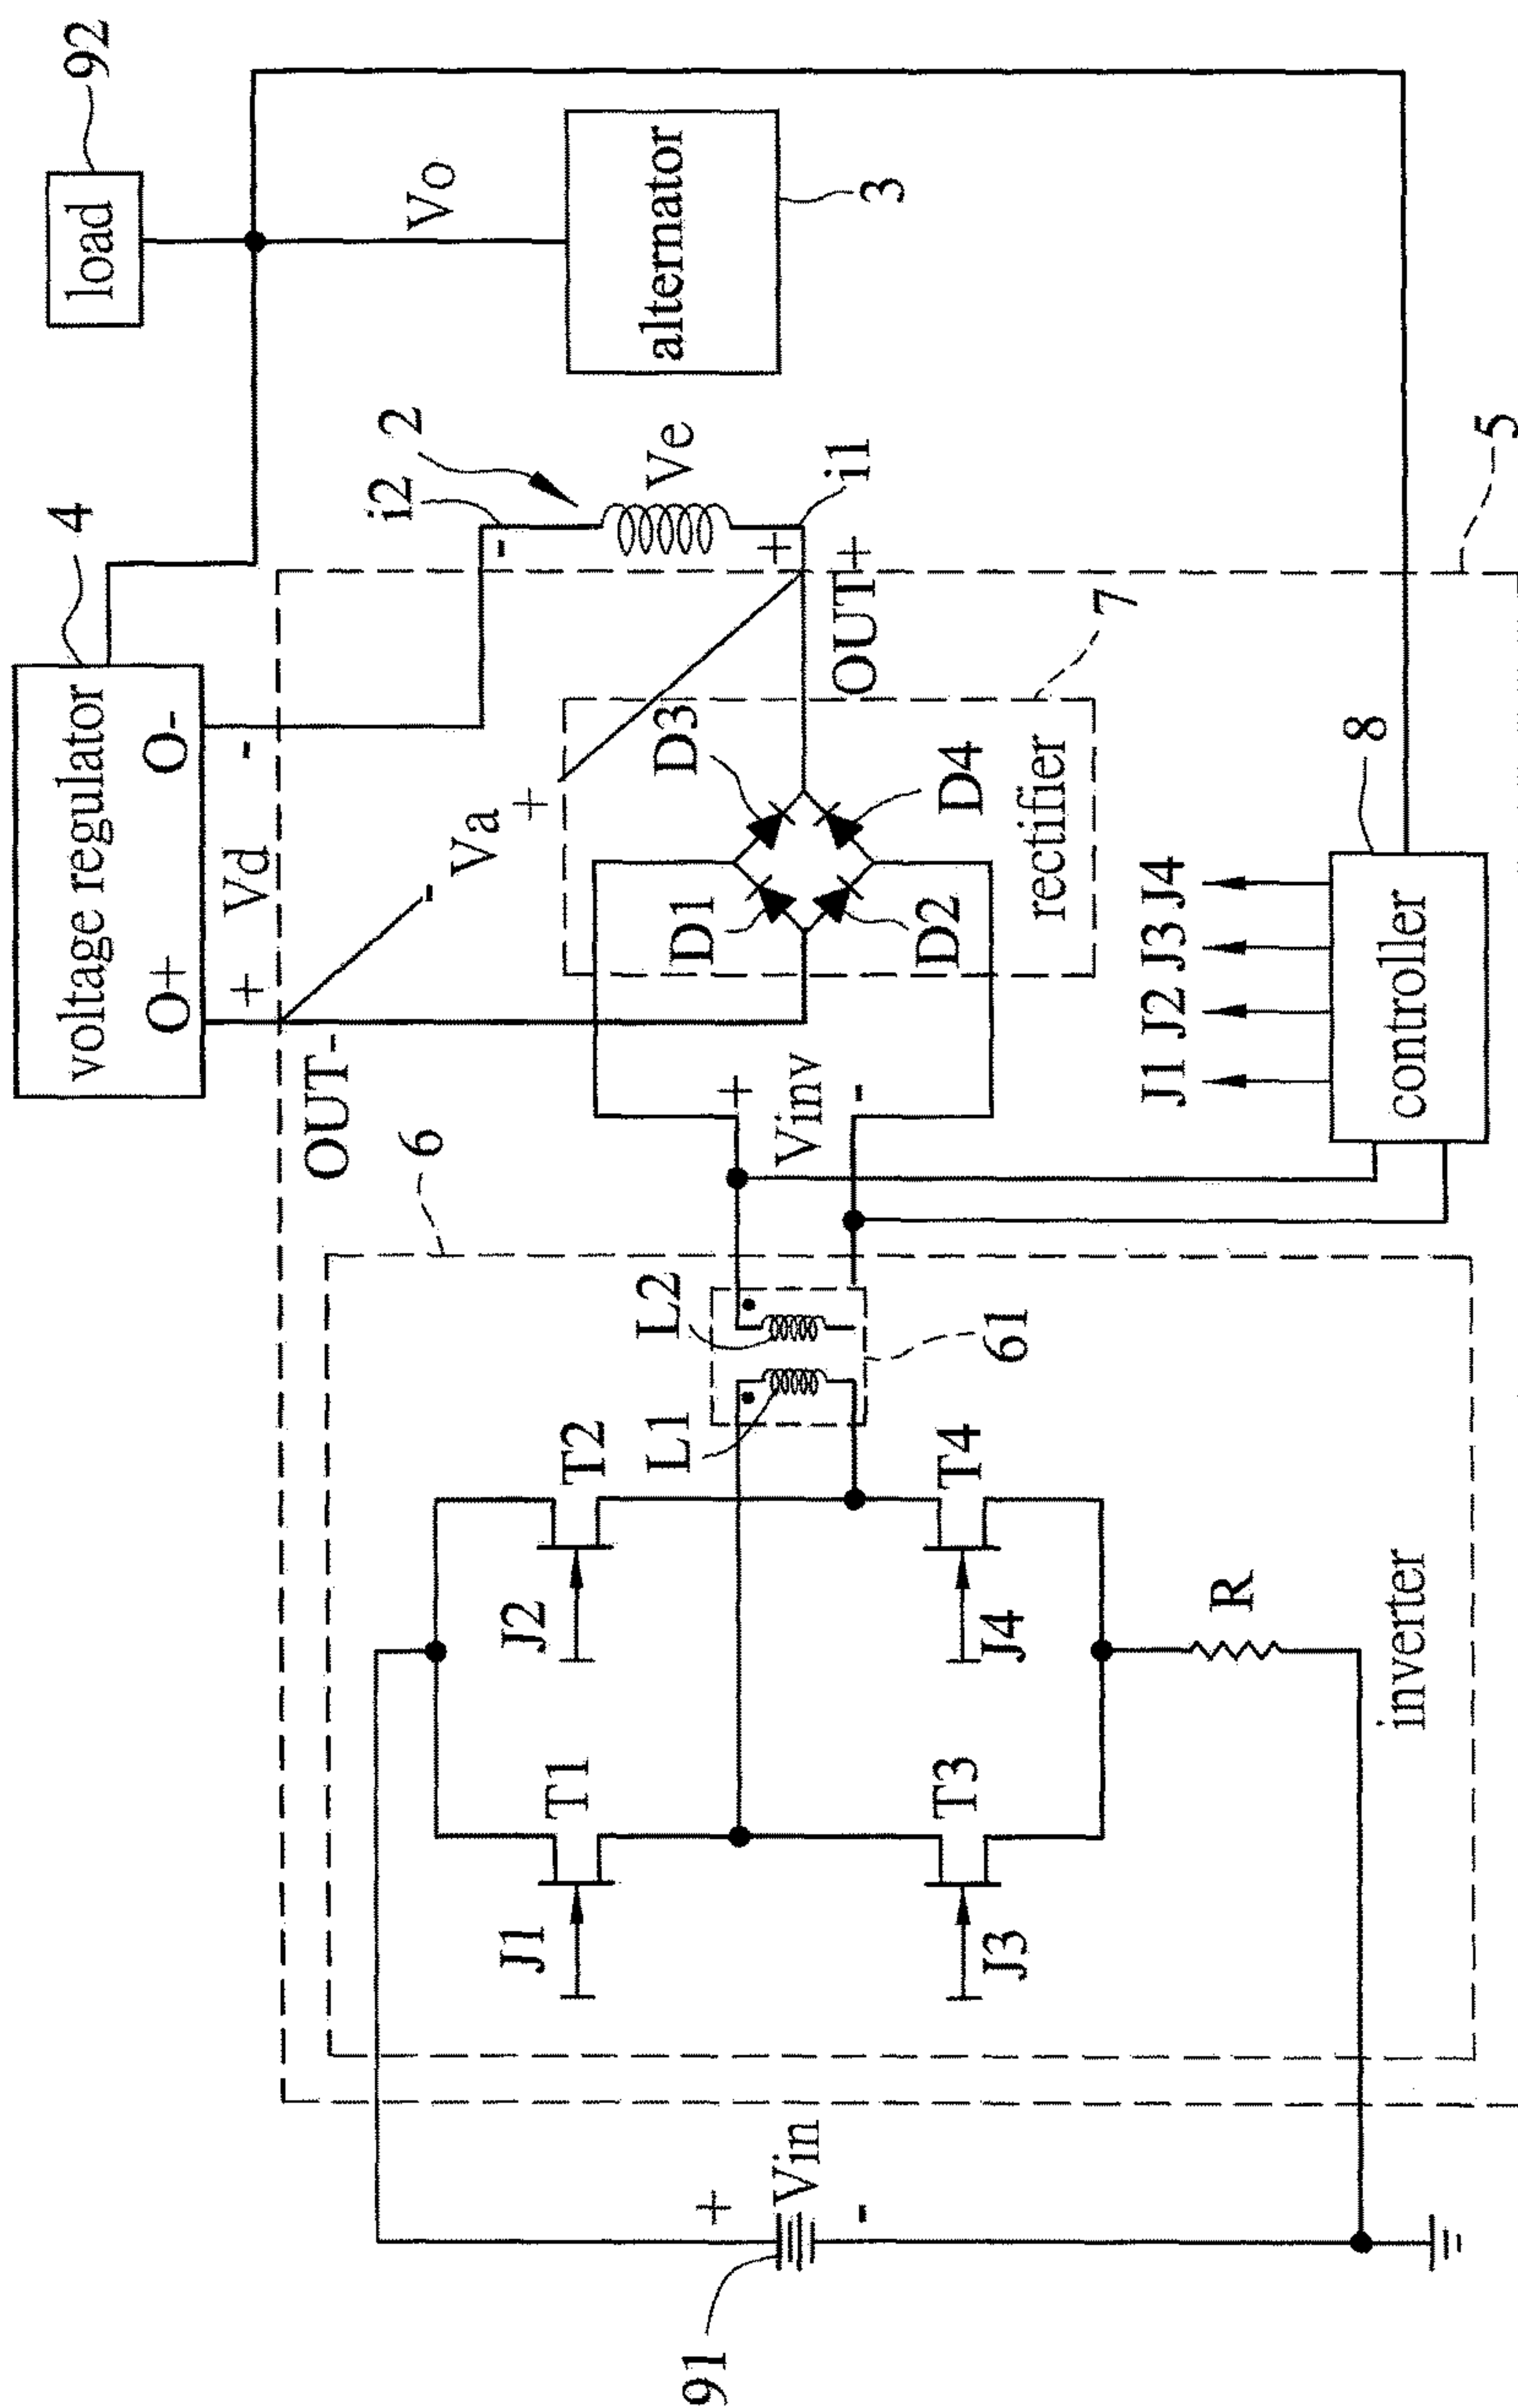 92
load
Vo
alternator
3
4
voltage regulator
O+
O-
+ Vd -
i2
2
Ve
-
+
i1
5
OUT-
OUT+
- Va +
7
D3
D1
D4
D2
rectifier
8
J1 J2 J3 J4
controller
6
+
Vinv
-
L2
L1
61
T2
J2
T4
J4
T1
J1
T3
J3
R
inverter
+
Vin
-
91